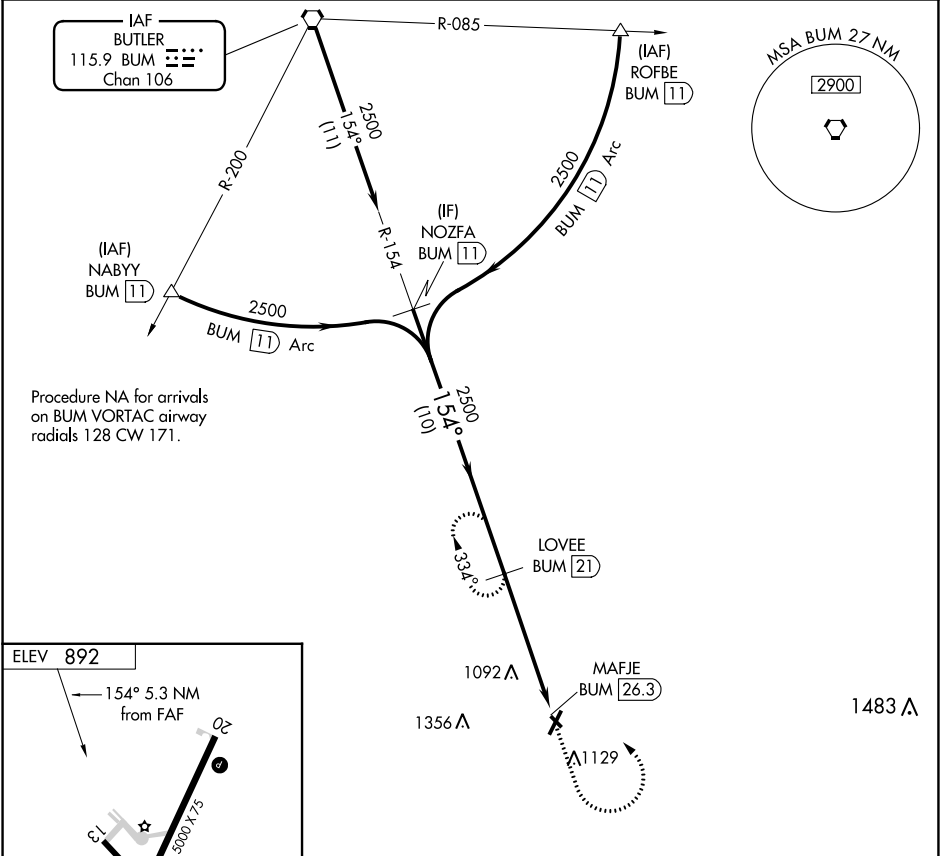 IAF
BUTLER
115.9 BUM
Chan 106
R-085
(IAF)
ROFBE
BUM 11
MSA BUM 27 NM
2900
2500
154°
(11)
R-200
2500
BUM 11 Arc
(IF)
NOZFA
BUM 11
R-154
(IAF)
NABYY
BUM 11
2500
BUM 11 Arc
Procedure NA for arrivals
on BUM VORTAC airway
radials 128 CW 171.
2500
154°
(10)
334°
LOVEE
BUM 21
ELEV 892
154° 5.3 NM
from FAF
1092
MAFJE
BUM 26.3
1356
1483
1129
20
P
13
5000 X 75